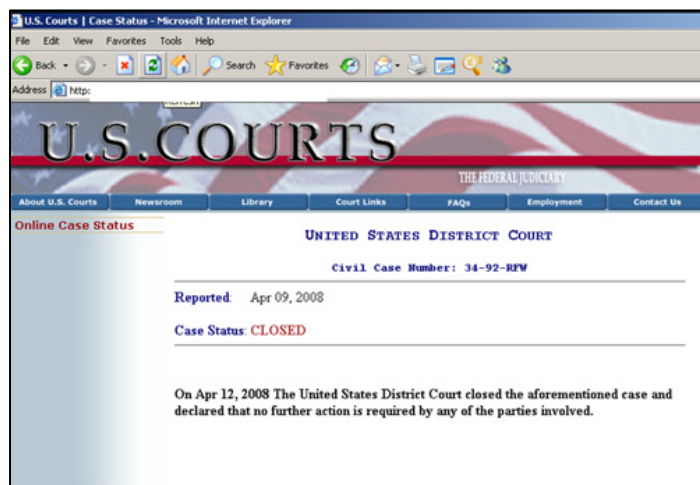 U.S. Courts | Case Status - Microsoft Internet Explorer
File Edit View Favorites Tools Help
Back Search Favorites
Address http:
Refresh
U.S.COURTS
THE FEDERAL JUDICIARY
About U.S. Courts Newsroom Library Court Links FAQs Employment Contact Us
Online Case Status
UNITED STATES DISTRICT COURT
Civil Case Number: 34-92-RFW
Reported: Apr 09, 2008
Case Status: CLOSED
On Apr 12, 2008 The United States District Court closed the aforementioned case and
declared that no further action is required by any of the parties involved.